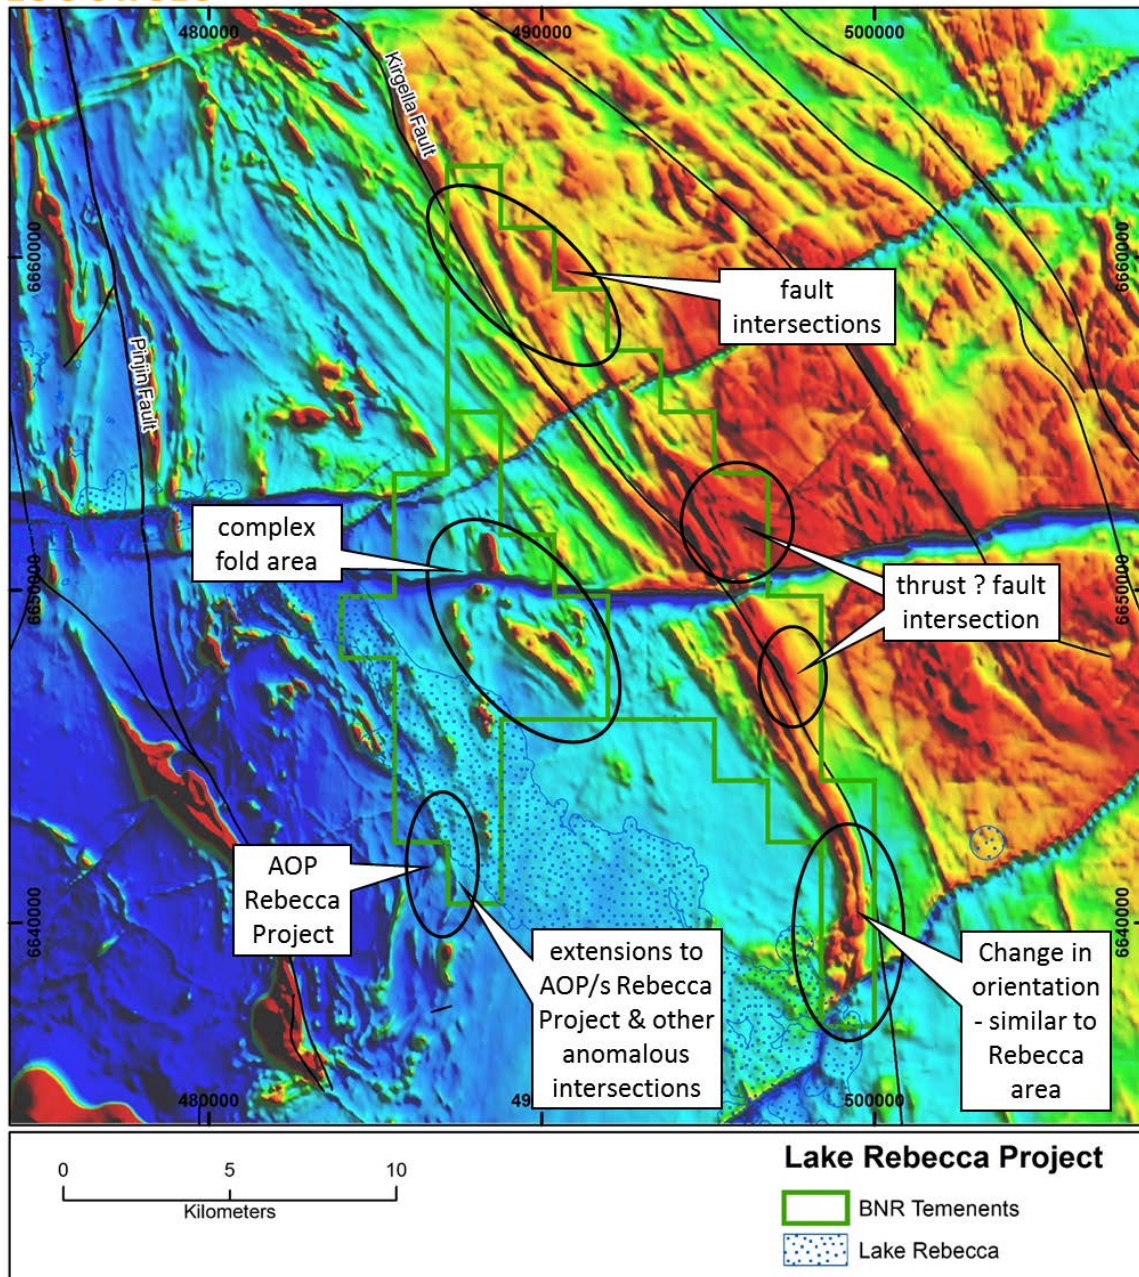 480000
490000
500000
Kirgella Fault
6660000
6660000
fault
intersections
Pinjin Fault
complex
fold area
thrust ? fault
intersection
6650000
6650000
AOP
Rebecca
Project
extensions to
AOP/s Rebecca
Project & other
anomalous
intersections
Change in
orientation
- similar to
Rebecca
area
6640000
6640000
480000
49
500000
0
5
10
Kilometers
Lake Rebecca Project
BNR Temenents
Lake Rebecca